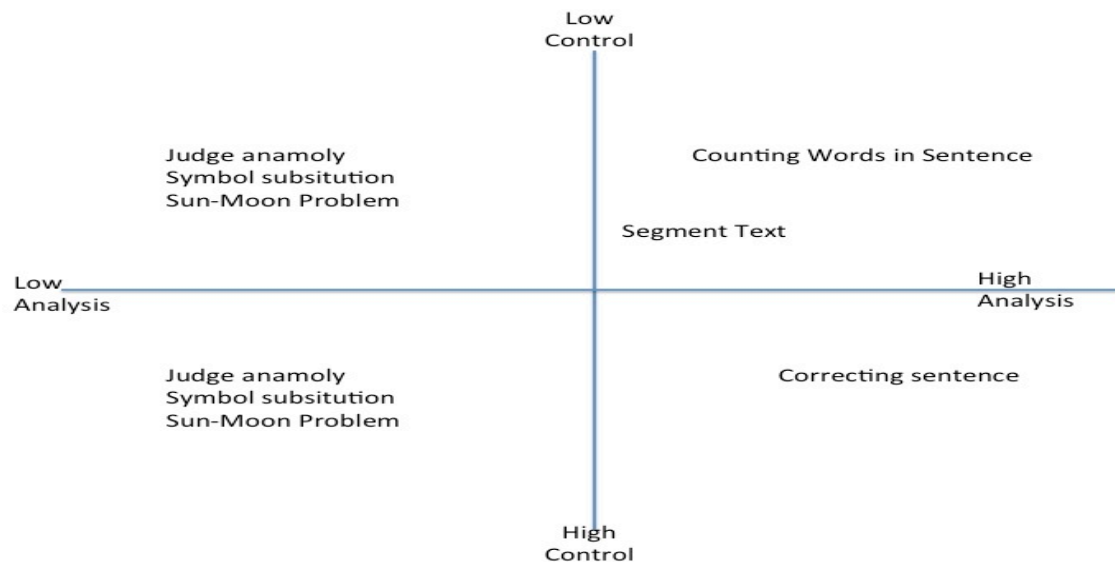 Low
Control
Judge anamoly
Symbol subsitution
Sun-Moon Problem
Counting Words in Sentence
Segment Text
Low
Analysis
High
Analysis
Judge anamoly
Symbol subsitution
Sun-Moon Problem
Correcting sentence
High
Control